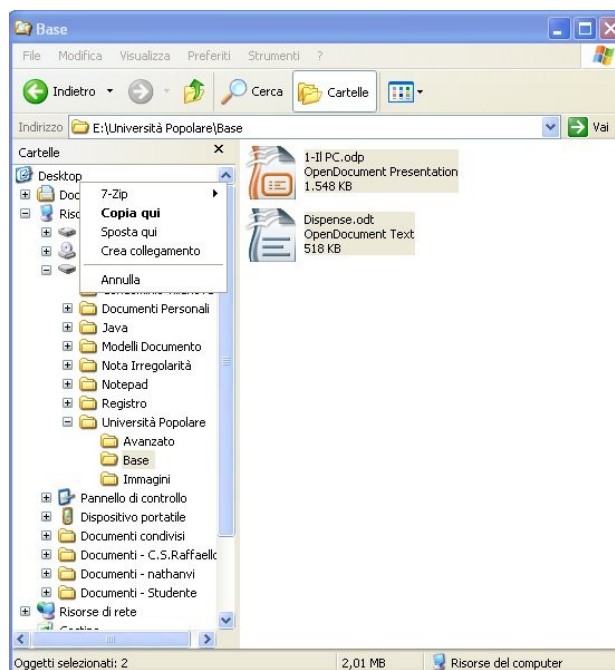 Base
File Modifica Visualizza Preferiti Strumenti ?
Indietro Cerca Cartelle
Indirizzo E:\Università Popolare\Base Vai
Cartelle x
Desktop
Doc
Riso
7-Zip
Copia qui
Sposta qui
Crea collegamento
Annulla
Documenti Personali
Java
Modelli Documento
Nota Irregolarità
Notepad
Registro
Università Popolare
Avanzato
Base
Immagini
Pannello di controllo
Dispositivo portatile
Documenti condivisi
Documenti - C.S.Raffaell
Documenti - nathanvi
Documenti - Studente
Risorse di rete
1-Il PC.odp
OpenDocument Presentation
1.548 KB
Dispense.odt
OpenDocument Text
518 KB
Oggetti selezionati: 2 2,01 MB Risorse del computer